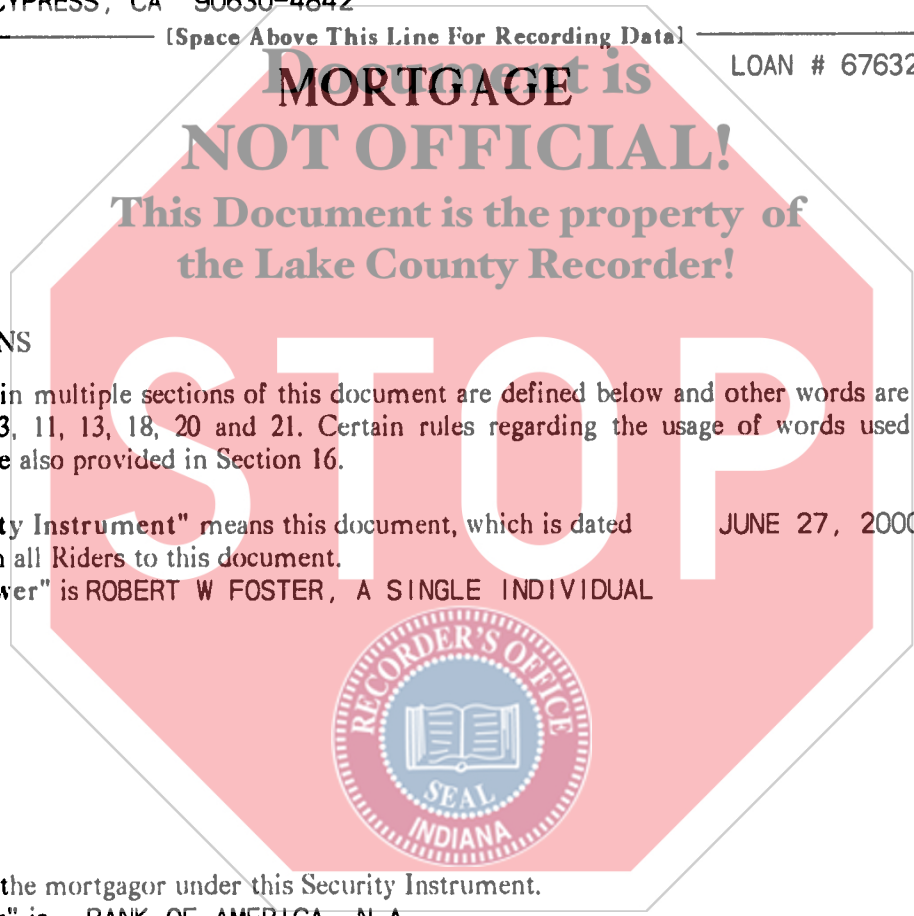 CYPRESS, CA 90630-4842
[Space Above This Line For Recording Data]
LOAN # 67632
Document is
MORTGAGE
NOT OFFICIAL!
This Document is the property of
the Lake County Recorder!
NS
in multiple sections of this document are defined below and other words are
3, 11, 13, 18, 20 and 21. Certain rules regarding the usage of words used
e also provided in Section 16.
STOP
ty Instrument" means this document, which is dated JUNE 27, 2000
all Riders to this document.
wer" is ROBERT W FOSTER, A SINGLE INDIVIDUAL
RECORDER'S OFFICE
SEAL
INDIANA
the mortgagor under this Security Instrument.
" is BANK OF AMERICA, N.A.